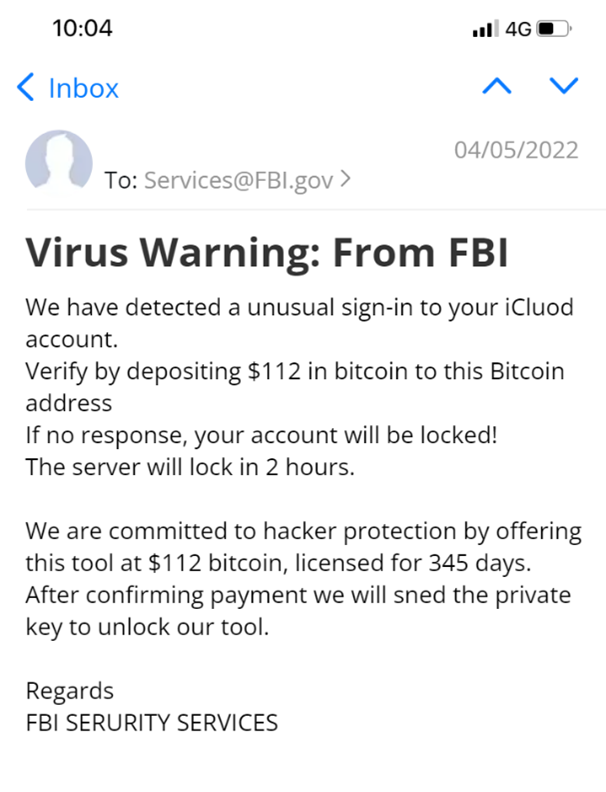 10:04
4G
Inbox
04/05/2022
To: Services@FBI.gov
Virus Warning: From FBI
We have detected a unusual sign-in to your iCluod
account.
Verify by depositing $112 in bitcoin to this Bitcoin
address
If no response, your account will be locked!
The server will lock in 2 hours.
We are committed to hacker protection by offering
this tool at $112 bitcoin, licensed for 345 days.
After confirming payment we will sned the private
key to unlock our tool.
Regards
FBI SERURITY SERVICES